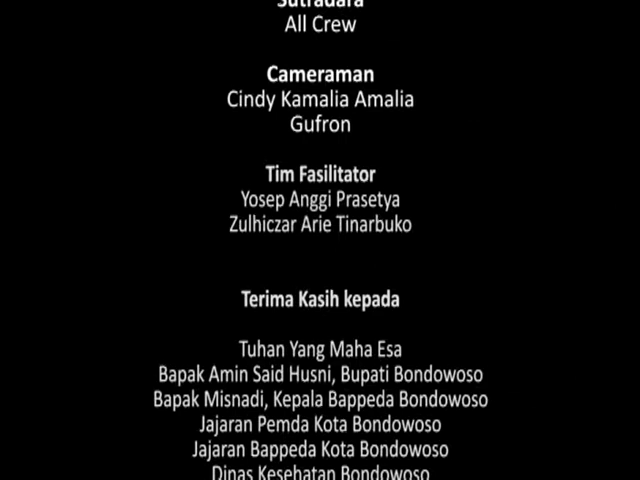 Sutradara
All Crew
Cameraman
Cindy Kamalia Amalia
Gufron
Tim Fasilitator
Yosep Anggi Prasetya
Zulhiczar Arie Tinarbuko
Terima Kasih kepada
Tuhan Yang Maha Esa
Bapak Amin Said Husni, Bupati Bondowoso
Bapak Misnadi, Kepala Bappeda Bondowoso
Jajaran Pemda Kota Bondowoso
Jajaran Bappeda Kota Bondowoso
Dinas Kesehatan Bondowoso